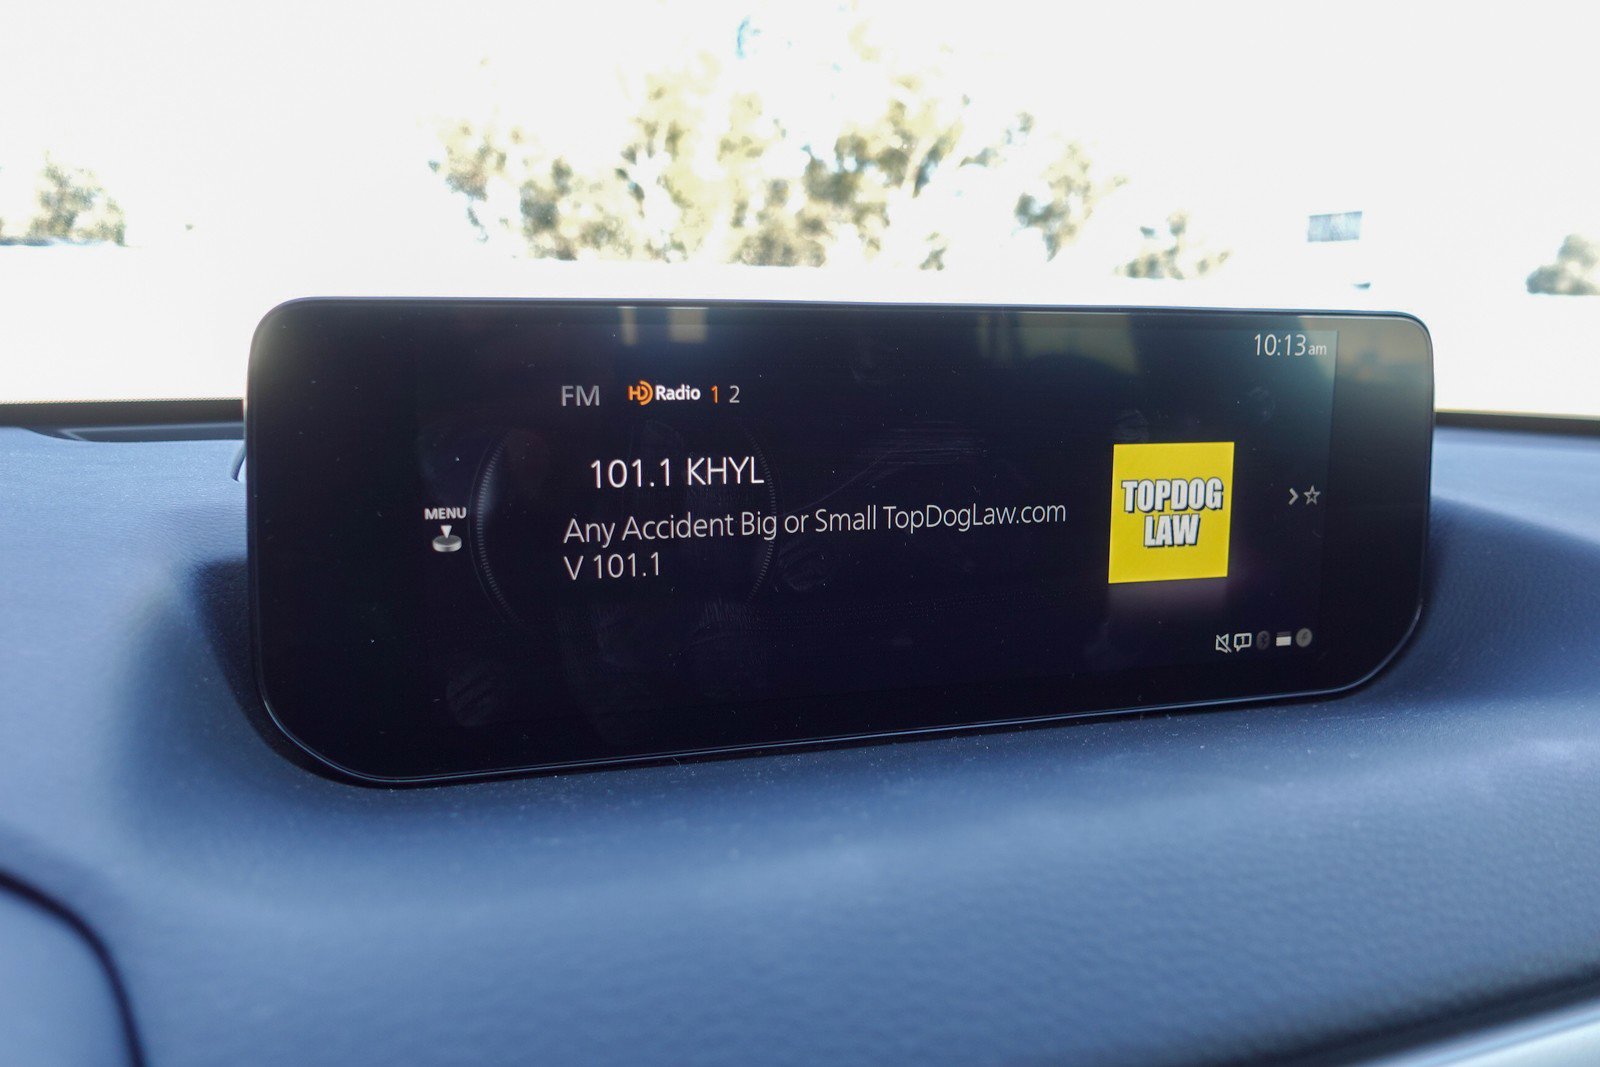 10:13am
FM HD Radio 1 2
101.1 KHYL
MENU
Any Accident Big or Small TopDogLaw.com
V 101.1
TOPDOG
LAW